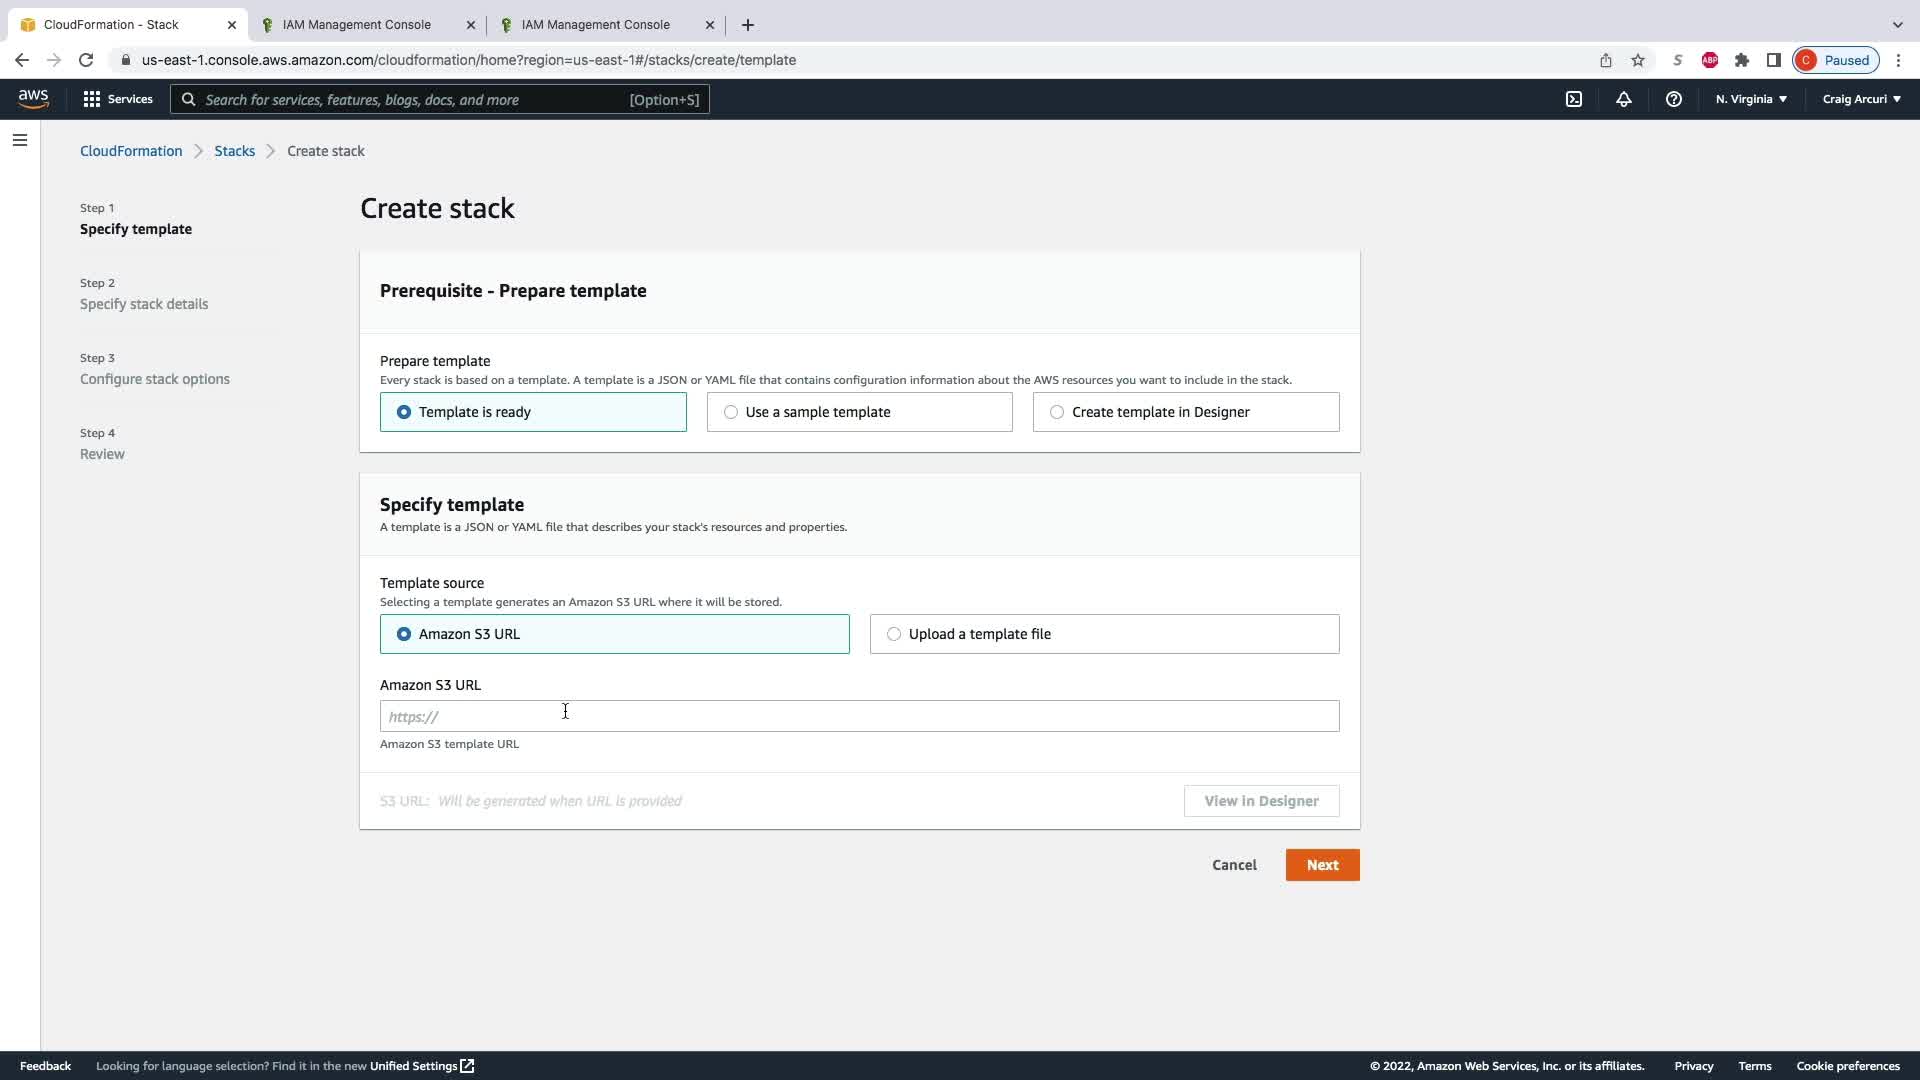 CloudFormation - Stack
IAM Management Console
IAM Management Console
us-east-1.console.aws.amazon.com/cloudformation/home?region=us-east-1#/stacks/create/template
S
ABP
C
Paused
aws
Services
Search for services, features, blogs, docs, and more
[Option+S]
N. Virginia
Craig Arcuri
CloudFormation
Stacks
Create stack
Step 1
Specify template
Step 2
Specify stack details
Step 3
Configure stack options
Step 4
Review
Create stack
Prerequisite - Prepare template
Prepare template
Every stack is based on a template. A template is a JSON or YAML file that contains configuration information about the AWS resources you want to include in the stack.
Template is ready
Use a sample template
Create template in Designer
Specify template
A template is a JSON or YAML file that describes your stack's resources and properties.
Template source
Selecting a template generates an Amazon S3 URL where it will be stored.
Amazon S3 URL
Upload a template file
Amazon S3 URL
https://
Amazon S3 template URL
S3 URL: Will be generated when URL is provided
View in Designer
Cancel
Next
Feedback
Looking for language selection? Find it in the new Unified Settings
© 2022, Amazon Web Services, Inc. or its affiliates.
Privacy
Terms
Cookie preferences